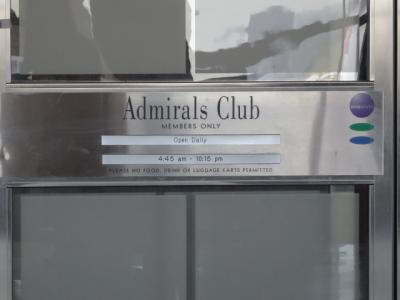 Admirals Club
MEMBERS ONLY
Open Daily
4:45 am - 10:15 pm
PLEASE NO FOOD, DRINK OR LUGGAGE CARTS PERMITTED